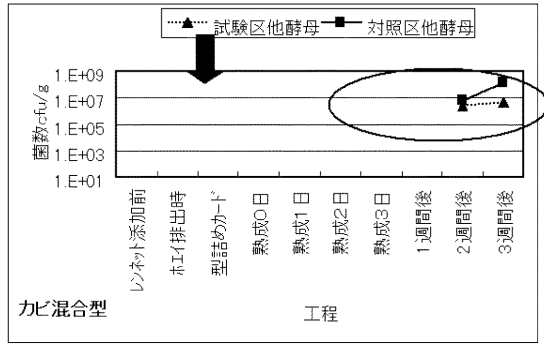 試験区他酵母 対照区他酵母
菌数cfu/g
1.E+09
1.E+07
1.E+05
1.E+03
1.E+01
レンネット添加前
ホエイ排出時
型詰めカード
熟成0日
熟成1日
熟成2日
熟成3日
1週間後
2週間後
3週間後
カビ混合型
工程